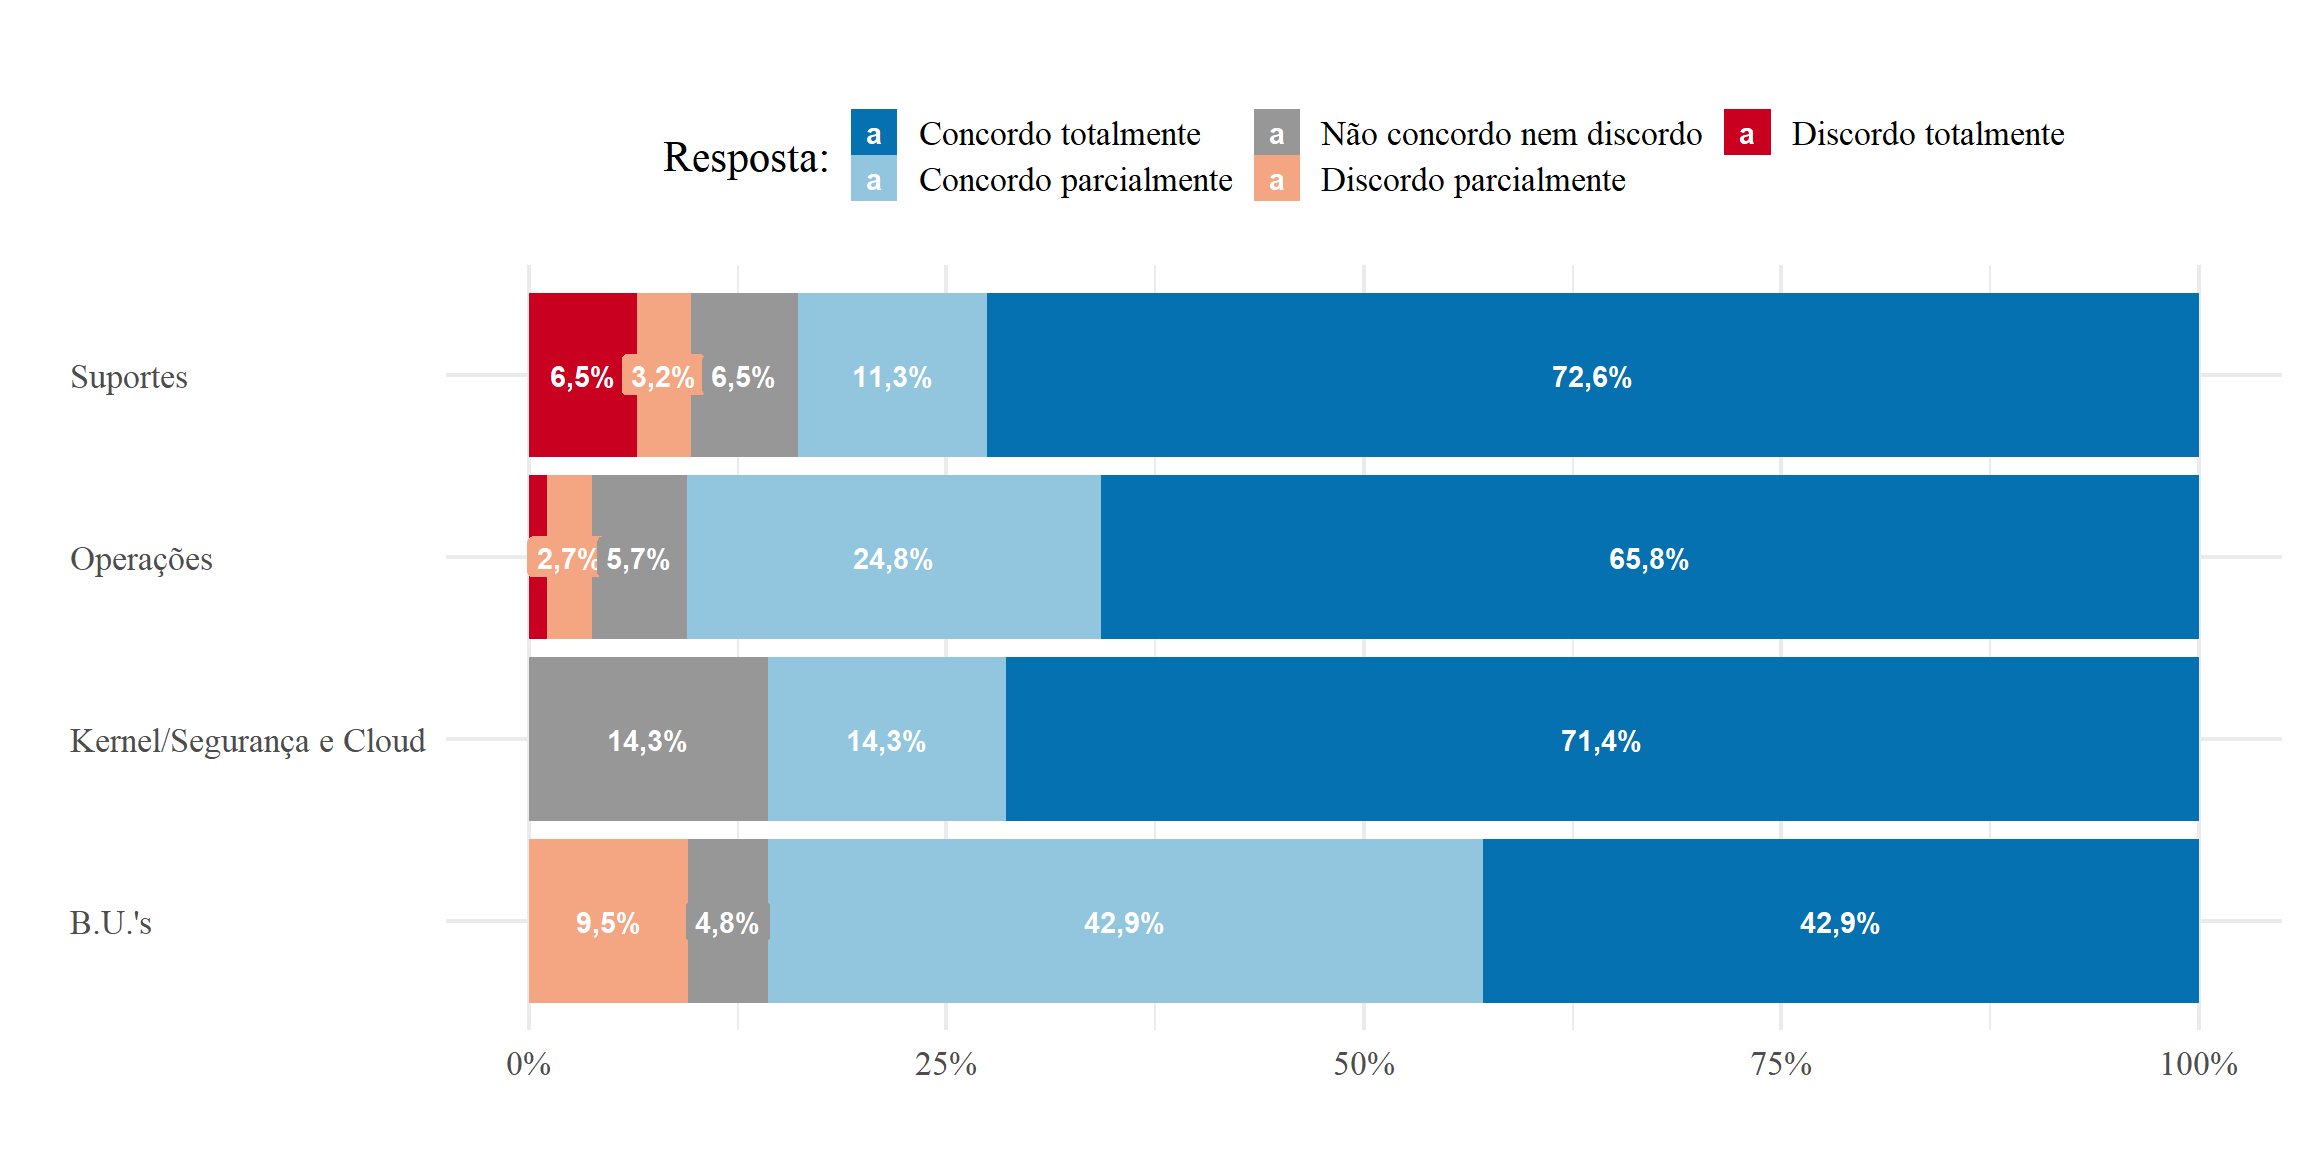 Resposta:
a Concordo totalmente
a Concordo parcialmente
a Não concordo nem discordo
a Discordo parcialmente
a Discordo totalmente
Suportes 6,5% 3,2% 6,5% 11,3% 72,6%
Operações 2,7% 5,7% 24,8% 65,8%
Kernel/Segurança e Cloud 14,3% 14,3% 71,4%
B.U.'s 9,5% 4,8% 42,9% 42,9%
0% 25% 50% 75% 100%